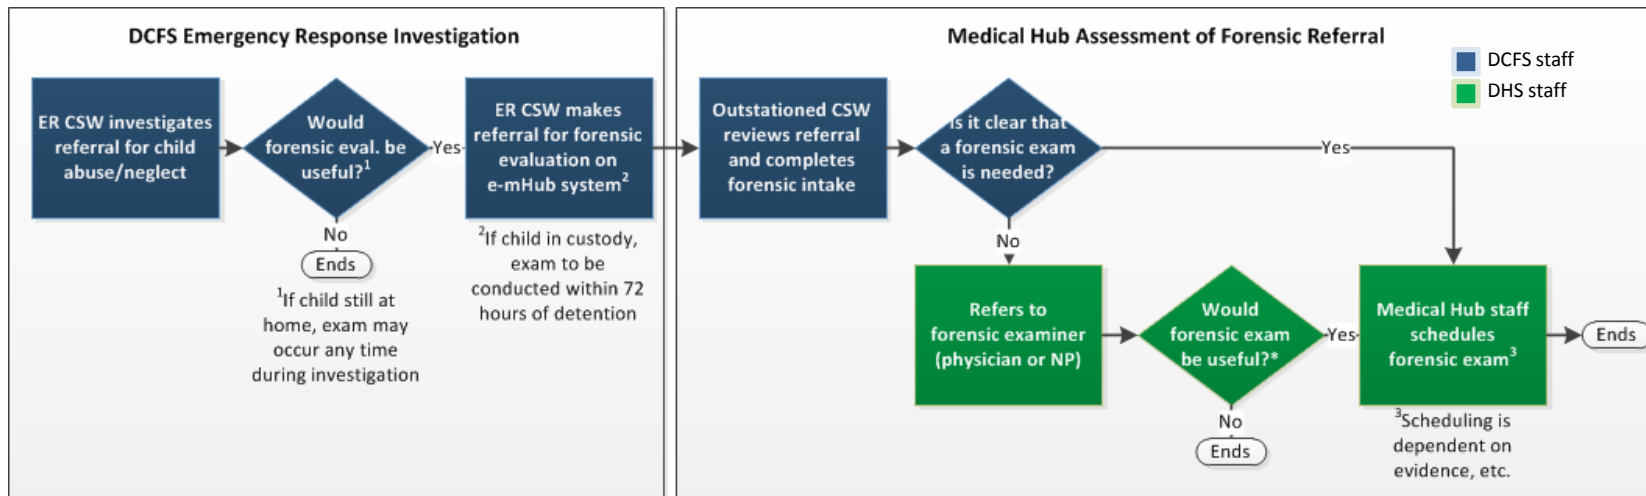 DCFS Emergency Response Investigation
ER CSW investigates
referral for child
abuse/neglect
Would
forensic eval. be
useful?¹
Yes
No
Ends
¹If child still at
home, exam may
occur any time
during investigation
ER CSW makes
referral for forensic
evaluation on
e-mHub system²
²If child in custody,
exam to be
conducted within 72
hours of detention
Medical Hub Assessment of Forensic Referral
DCFS staff
DHS staff
Outstationed CSW
reviews referral
and completes
forensic intake
Is it clear that
a forensic exam
is needed?
Yes
No
Refers to
forensic examiner
(physician or NP)
Would
forensic exam
be useful?*
Yes
No
Ends
Medical Hub staff
schedules
forensic exam³
Ends
³Scheduling is
dependent on
evidence, etc.